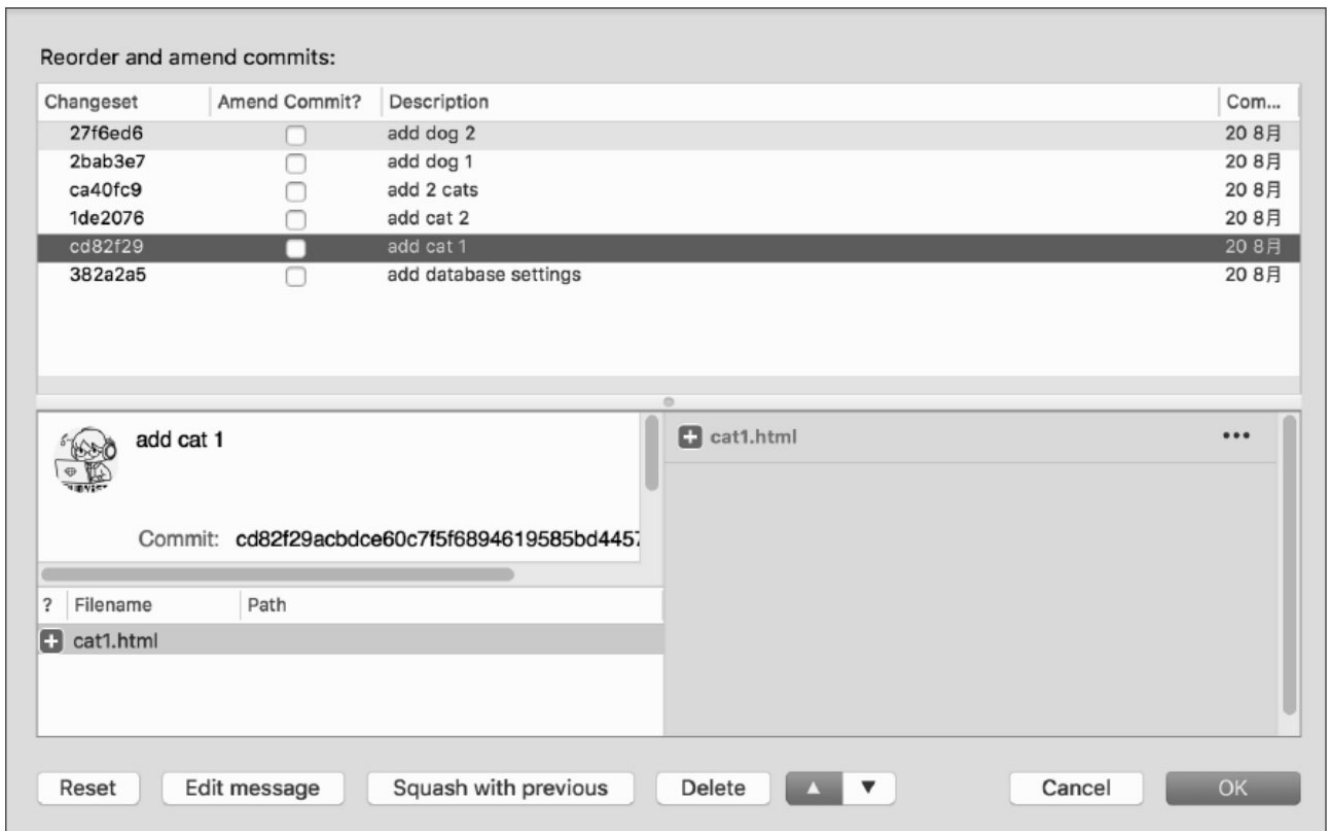 Reorder and amend commits:
Changeset Amend Commit? Description Com...
27f6ed6 add dog 2 20 8月
2bab3e7 add dog 1 20 8月
ca40fc9 add 2 cats 20 8月
1de2076 add cat 2 20 8月
cd82f29 add cat 1 20 8月
382a2a5 add database settings 20 8月
add cat 1
Commit: cd82f29acbdce60c7f5f6894619585bd4457
cat1.html
? Filename Path
cat1.html
Reset Edit message Squash with previous Delete Cancel OK